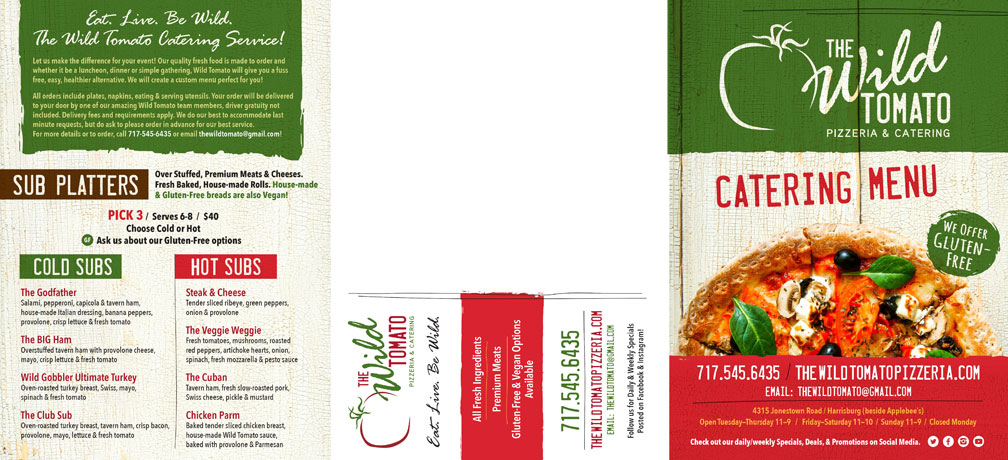 Eat. Live. Be Wild.
The Wild Tomato Catering Service!
Let us make the difference for your event! Our quality fresh food is made to order and
whether it be a luncheon, dinner or simple gathering, Wild Tomato will give you a fuss
free, easy, healthier alternative. We will create a custom menu perfect for you!
All orders include plates, napkins, eating & serving utensils. Your order will be delivered
to your door by one of our amazing Wild Tomato team members, driver gratuity not
included. Delivery fees and requirements apply. We do our best to accommodate last
minute requests, but do ask to please order in advance for our best service.
For more details or to order, call 717-545-6435 or email thewildtomato@gmail.com!
SUB PLATTERS
Over Stuffed, Premium Meats & Cheeses.
Fresh Baked, House-made Rolls. House-made
& Gluten-Free breads are also Vegan!
PICK 3 / Serves 6-8 / $40
Choose Cold or Hot
GF Ask us about our Gluten-Free options
COLD SUBS
The Godfather
Salami, pepperoni, capicola & tavern ham,
house-made Italian dressing, banana peppers,
provolone, crisp lettuce & fresh tomato
The BIG Ham
Overstuffed tavern ham with provolone cheese,
mayo, crisp lettuce & fresh tomato
Wild Gobbler Ultimate Turkey
Oven-roasted turkey breast, Swiss, mayo,
spinach & fresh tomato
The Club Sub
Oven-roasted turkey breast, tavern ham, crisp bacon,
provolone, mayo, lettuce & fresh tomato
HOT SUBS
Steak & Cheese
Tender sliced ribeye, green peppers,
onion & provolone
The Veggie Weggie
Fresh tomatoes, mushrooms, roasted
red peppers, artichoke hearts, onion,
spinach, fresh mozzarella & pesto sauce
The Cuban
Tavern ham, fresh slow-roasted pork,
Swiss cheese, pickle & mustard
Chicken Parm
Baked tender sliced chicken breast,
house-made Wild Tomato sauce,
baked with provolone & Parmesan
THE
Wild
TOMATO
PIZZERIA & CATERING
Eat. Live. Be Wild.
All Fresh Ingredients
Premium Meats
Gluten-Free & Vegan Options
Available
717.545.6435
THEWILDTOMATOPIZZERIA.COM
EMAIL: THEWILDTOMATO@GMAIL.COM
Follow us for Daily & Weekly Specials
Posted on Facebook & Instagram!
THE
Wild
TOMATO
PIZZERIA & CATERING
CATERING MENU
WE OFFER
GLUTEN-
FREE
717.545.6435 / THEWILDTOMATOPIZZERIA.COM
EMAIL: THEWILDTOMATO@GMAIL.COM
4315 Jonestown Road / Harrisburg (beside Applebee's)
Open Tuesday–Thursday 11–9 / Friday–Saturday 11–10 / Sunday 11–9 / Closed Monday
Check out our daily/weekly Specials, Deals, & Promotions on Social Media.